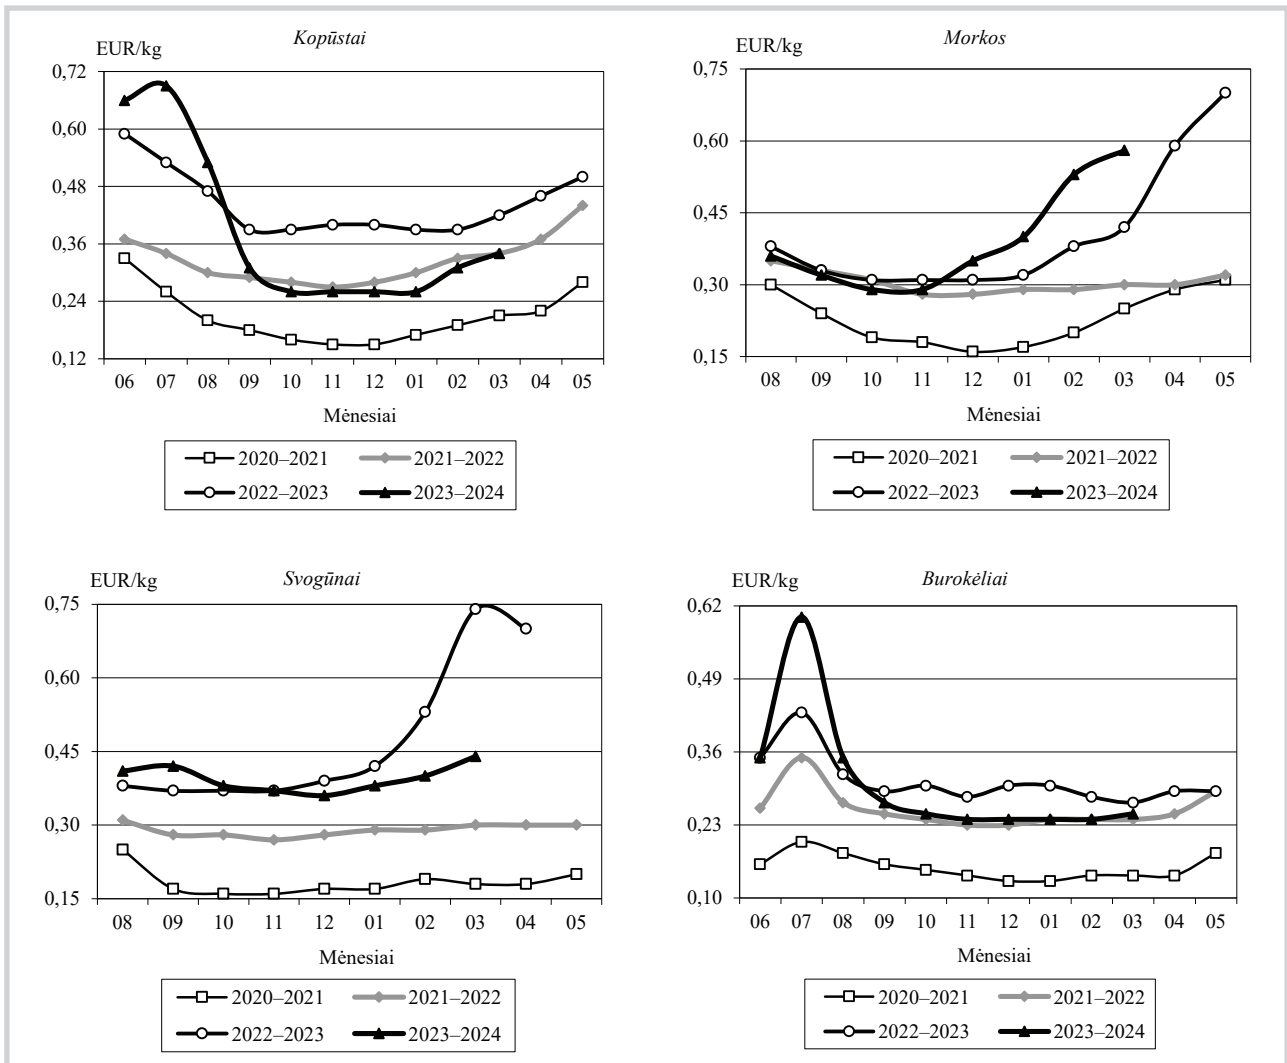 Kopūstai
EUR/kg
0,72
0,60
0,48
0,36
0,24
0,12
06 07 08 09 10 11 12 01 02 03 04 05
Mėnesiai
2020–2021 2021–2022
2022–2023 2023–2024
Morkos
EUR/kg
0,75
0,60
0,45
0,30
0,15
08 09 10 11 12 01 02 03 04 05
Mėnesiai
2020–2021 2021–2022
2022–2023 2023–2024
Svogūnai
EUR/kg
0,75
0,60
0,45
0,30
0,15
08 09 10 11 12 01 02 03 04 05
Mėnesiai
2020–2021 2021–2022
2022–2023 2023–2024
Burokėliai
EUR/kg
0,62
0,49
0,36
0,23
0,10
06 07 08 09 10 11 12 01 02 03 04 05
Mėnesiai
2020–2021 2021–2022
2022–2023 2023–2024